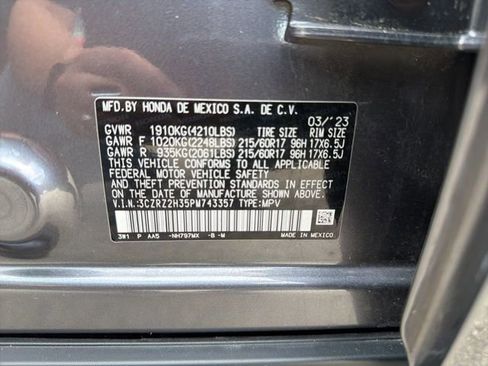 MFD. BY HONDA DE MEXICO S.A. DE C.V.
03/'23
GVWR 1910KG(4210LBS) TIRE SIZE RIM SIZE
GAWR F 1020KG(2248LBS) 215/60R17 96H 17X6.5J
GAWR R 935KG(2061LBS) 215/60R17 96H 17X6.5J
THIS VEHICLE CONFORMS TO ALL APPLICABLE
FEDERAL MOTOR VEHICLE SAFETY
AND THEFT PREVENTION STANDARDS IN EFFECT
ON THE DATE OF MANUFACTURE SHOWN ABOVE.
V.I.N.:3CZRZ2H35PM743357 TYPE:MPV
3W1 P AA5 -NH797MX -B -M MADE IN MEXICO